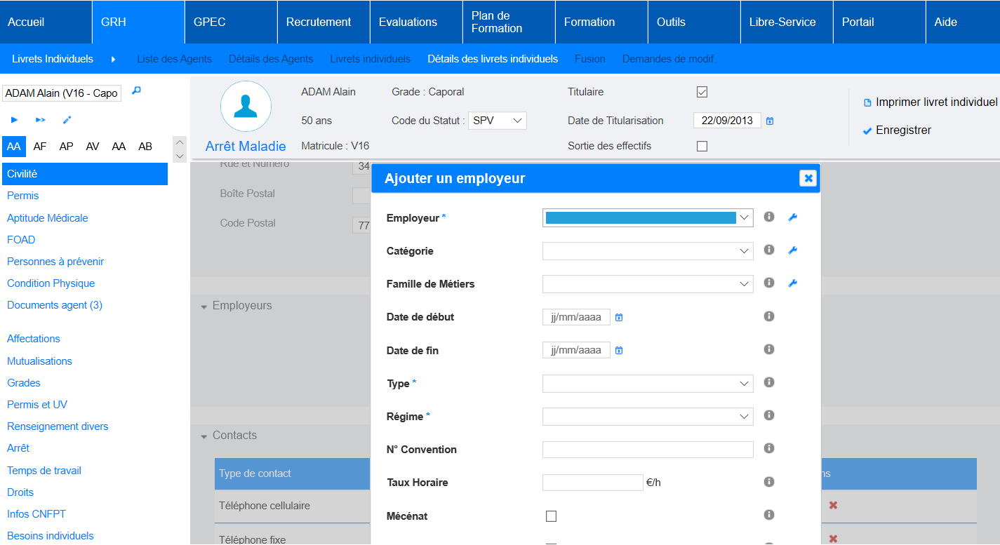 Accueil
GRH
GPEC
Recrutement
Evaluations
Plan de
Formation
Formation
Outils
Libre-Service
Portail
Aide
Livrets Individuels
Liste des Agents
Détails des Agents
Livrets individuels
Détails des livrets individuels
Fusion
Demandes de modif.
ADAM Alain (V16 - Capo
AA AF AP AV AA AB
Civilité
Permis
Aptitude Médicale
FOAD
Personnes à prévenir
Condition Physique
Documents agent (3)
Affectations
Mutualisations
Grades
Permis et UV
Renseignement divers
Arrêt
Temps de travail
Droits
Infos CNFPT
Besoins individuels
Arrêt Maladie
ADAM Alain
50 ans
Matricule : V16
Grade : Caporal
Code du Statut : SPV
Titulaire
Date de Titularisation 22/09/2013
Sortie des effectifs
Imprimer livret individuel
Enregistrer
Rue et Numéro 34
Boîte Postal
Code Postal 77
Employeurs
Contacts
Type de contact
Téléphone cellulaire
Téléphone fixe
ns
Ajouter un employeur
Employeur *
Catégorie
Famille de Métiers
Date de début jj/mm/aaaa
Date de fin jj/mm/aaaa
Type *
Régime *
N° Convention
Taux Horaire €/h
Mécénat